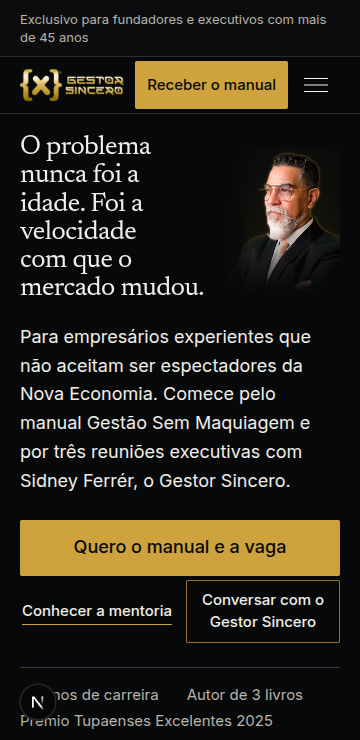 Exclusivo para fundadores e executivos com mais
de 45 anos
GESTOR
SINCERO
Receber o manual
O problema
nunca foi a
idade. Foi a
velocidade
com que o
mercado mudou.
Para empresários experientes que
não aceitam ser espectadores da
Nova Economia. Comece pelo
manual Gestão Sem Maquiagem e
por três reuniões executivas com
Sidney Ferrér, o Gestor Sincero.
Quero o manual e a vaga
Conhecer a mentoria
Conversar com o
Gestor Sincero
N
de carreira
Autor de 3 livros
Prêmio Tupaenses Excelentes 2025